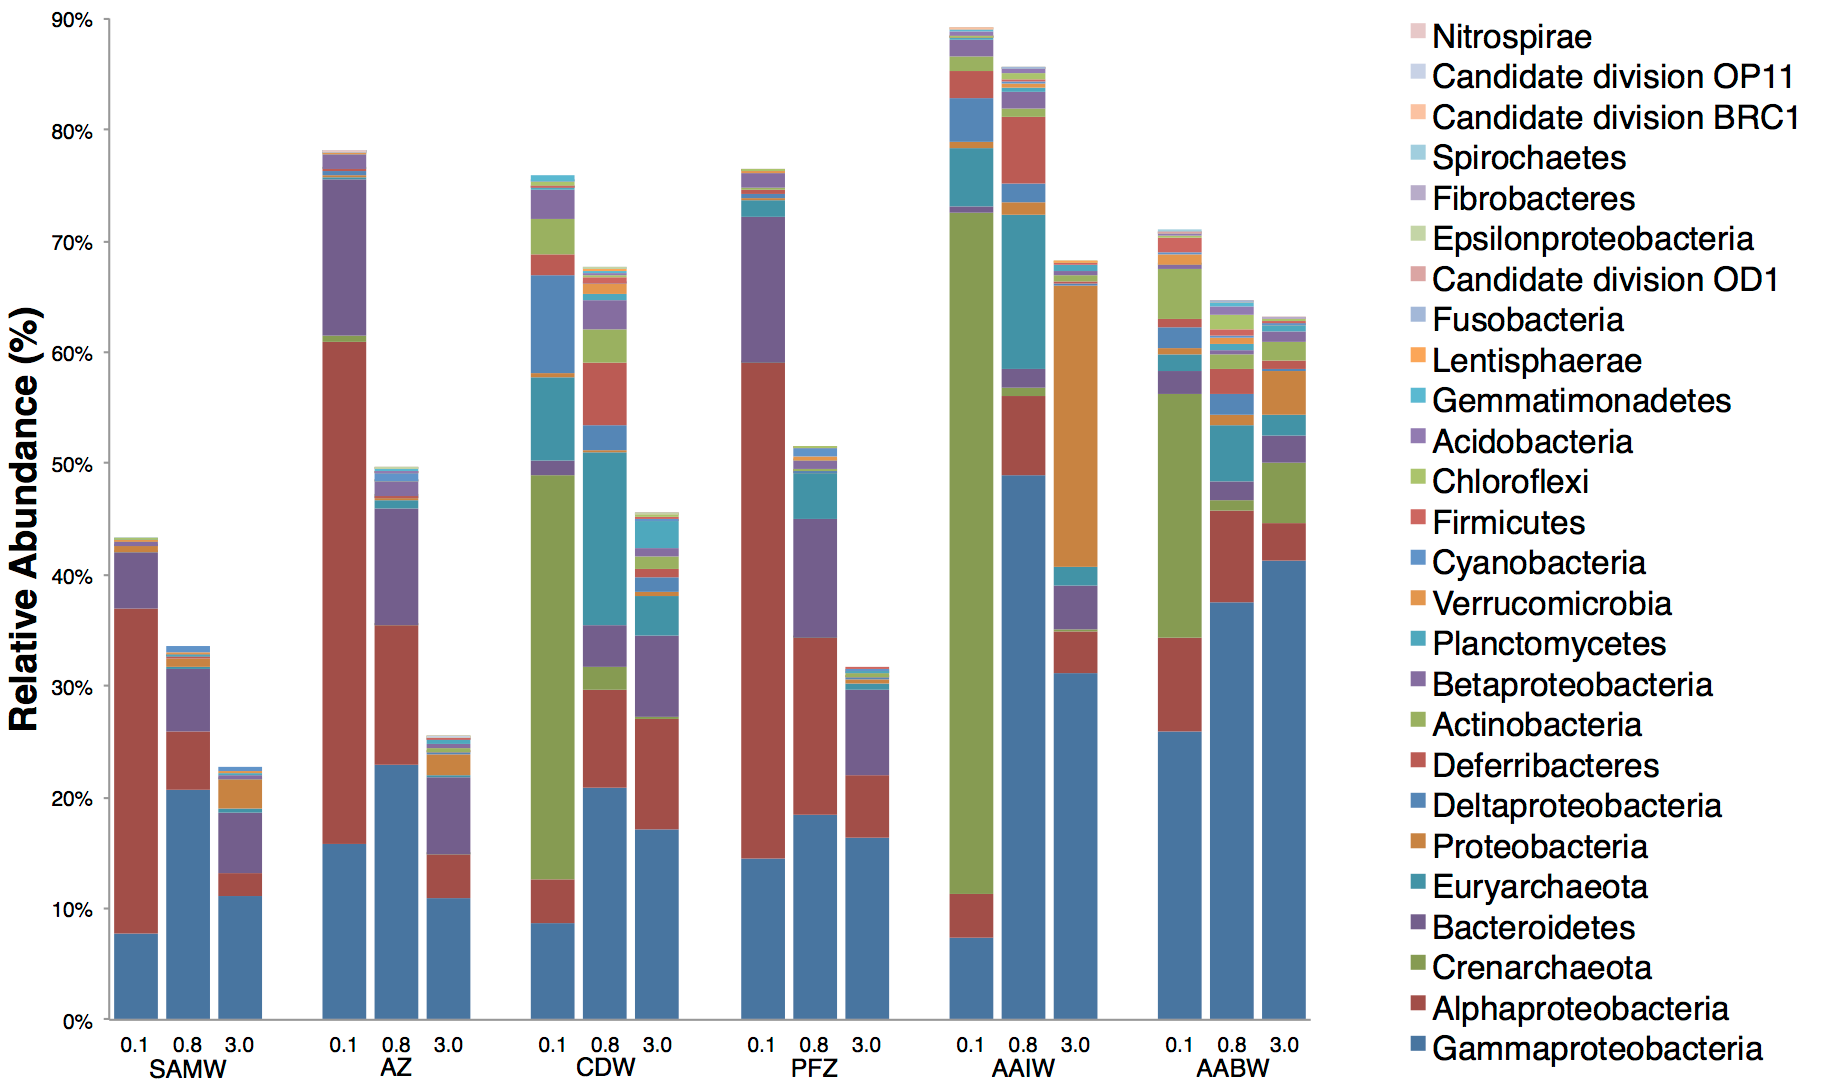 Relative Abundance (%)
90%
80%
70%
60%
50%
40%
30%
20%
10%
0%
0.1 0.8 3.0
SAMW
0.1 0.8 3.0
AZ
0.1 0.8 3.0
CDW
0.1 0.8 3.0
PFZ
0.1 0.8 3.0
AAIW
0.1 0.8 3.0
AABW
Nitrospirae
Candidate division OP11
Candidate division BRC1
Spirochaetes
Fibrobacteres
Epsilonproteobacteria
Candidate division OD1
Fusobacteria
Lentisphaerae
Gemmatimonadetes
Acidobacteria
Chloroflexi
Firmicutes
Cyanobacteria
Verrucomicrobia
Planctomycetes
Betaproteobacteria
Actinobacteria
Deferribacteres
Deltaproteobacteria
Proteobacteria
Euryarchaeota
Bacteroidetes
Crenarchaeota
Alphaproteobacteria
Gammaproteobacteria